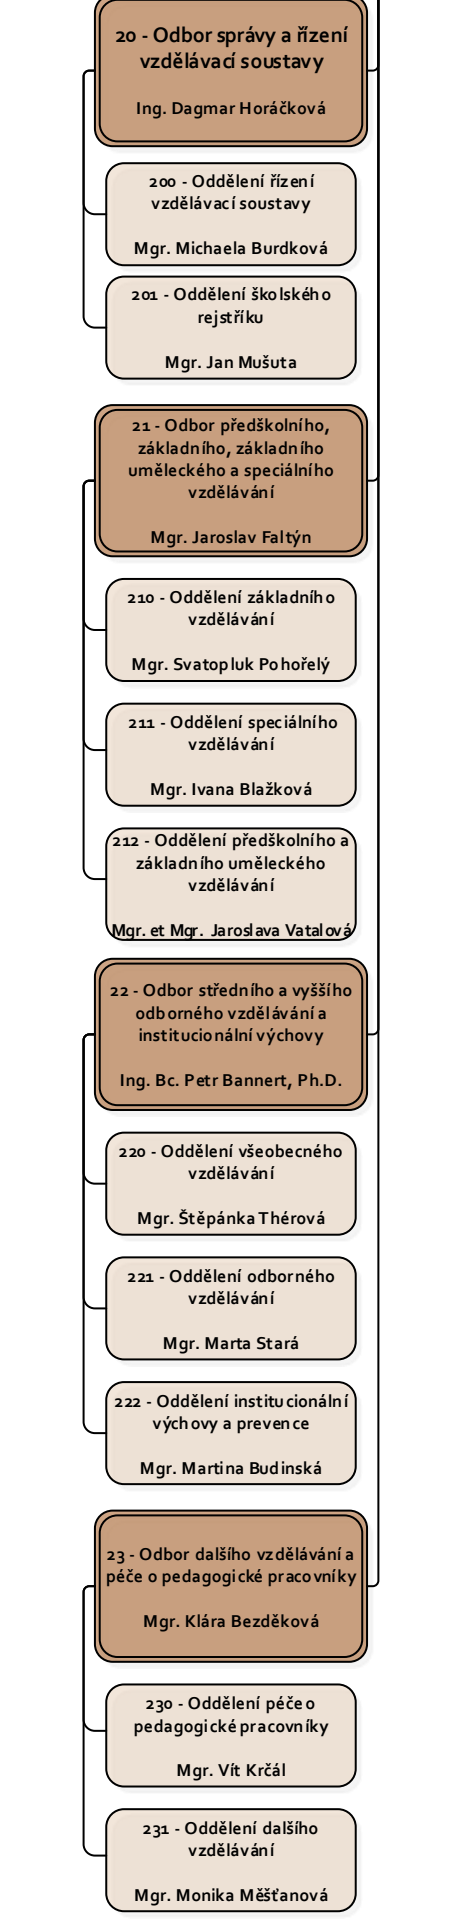 20 - Odbor správy a řízení
vzdělávací soustavy
Ing. Dagmar Horáčková
200 - Oddělení řízení
vzdělávací soustavy
Mgr. Michaela Burdková
201 - Oddělení školského
rejstříku
Mgr. Jan Mušuta
21 - Odbor předškolního,
základního, základního
uměleckého a speciálního
vzdělávání
Mgr. Jaroslav Faltýn
210 - Oddělení základního
vzdělávání
Mgr. Svatopluk Pohořelý
211 - Oddělení speciálního
vzdělávání
Mgr. Ivana Blažková
212 - Oddělení předškolního a
základního uměleckého
vzdělávání
Mgr. et Mgr. Jaroslava Vatalová
22 - Odbor středního a vyššího
odborného vzdělávání a
institucionální výchovy
Ing. Bc. Petr Bannert, Ph.D.
220 - Oddělení všeobecného
vzdělávání
Mgr. Štěpánka Thérová
221 - Oddělení odborného
vzdělávání
Mgr. Marta Stará
222 - Oddělení institucionální
výchovy a prevence
Mgr. Martina Budinská
23 - Odbor dalšího vzdělávání a
péče o pedagogické pracovníky
Mgr. Klára Bezděková
230 - Oddělení péče o
pedagogické pracovníky
Mgr. Vít Krčál
231 - Oddělení dalšího
vzdělávání
Mgr. Monika Měšťanová